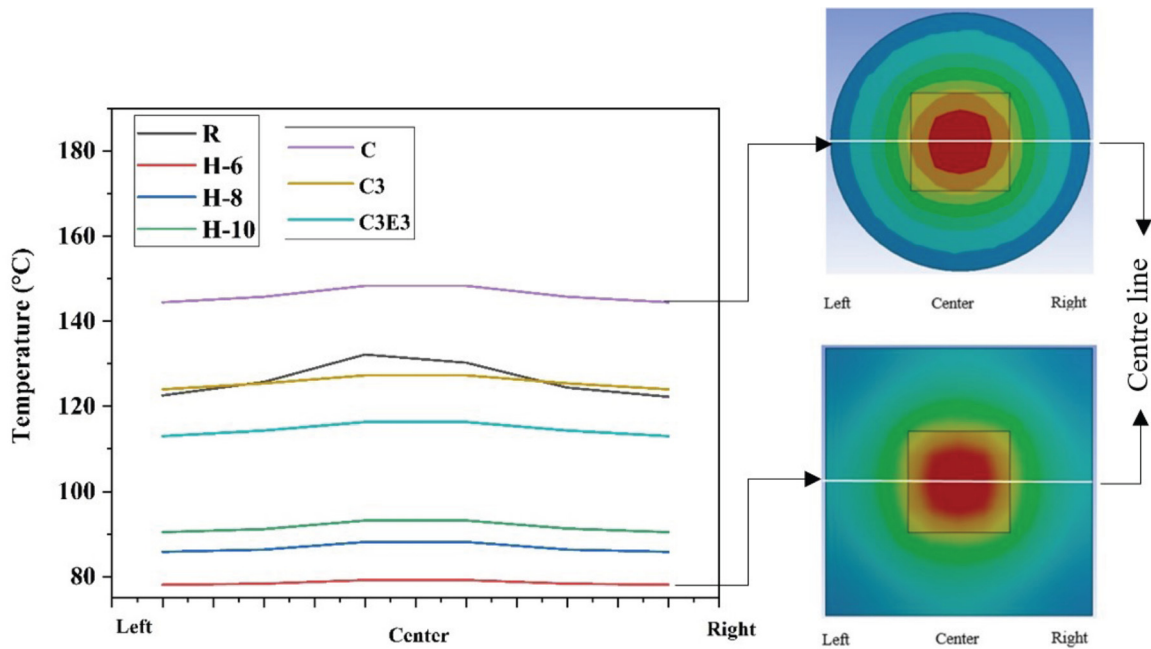 R
H-6
H-8
H-10
C
C3
C3E3
Temperature (°C)
180
160
140
120
100
80
Left
Center
Right
Left
Center
Right
Left
Center
Right
Centre line